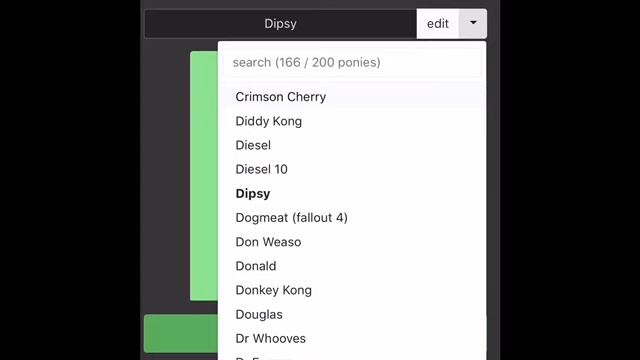 Dipsy edit
search (166 / 200 ponies)
Crimson Cherry
Diddy Kong
Diesel
Diesel 10
Dipsy
Dogmeat (fallout 4)
Don Weaso
Donald
Donkey Kong
Douglas
Dr Whooves